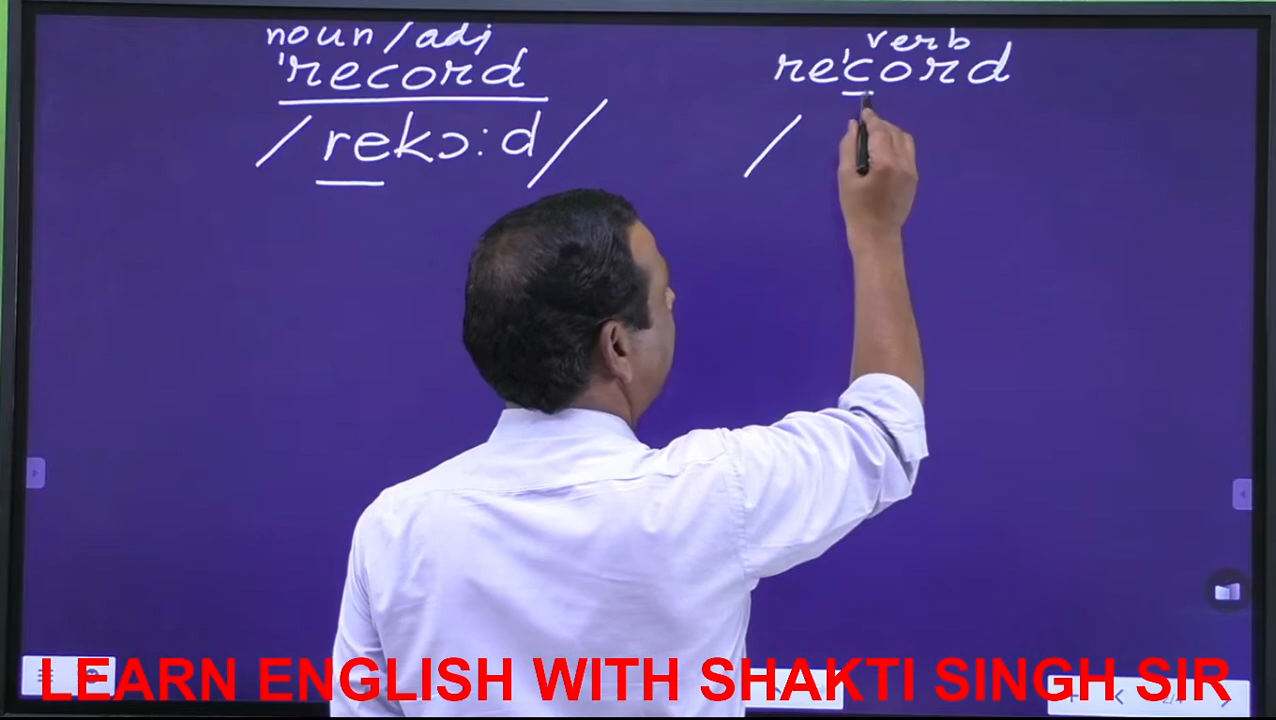 noun/adj
'record
/rekɔ:d/
verb
re'cord
/
LEARN ENGLISH WITH SHAKTI SINGH SIR